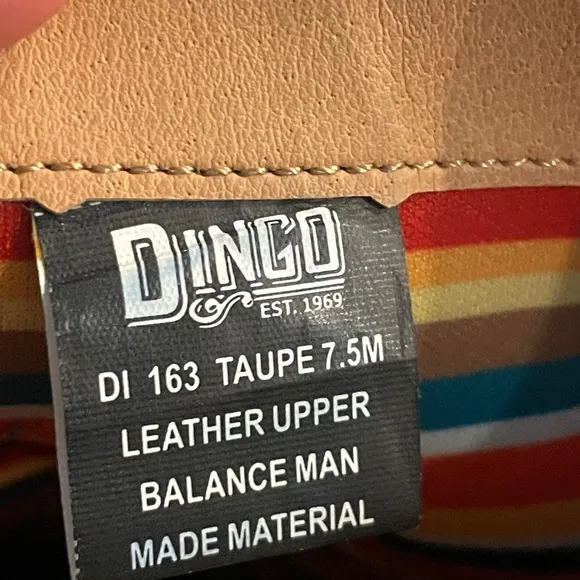 DINGO
EST. 1969
DI 163 TAUPE 7.5M
LEATHER UPPER
BALANCE MAN
MADE MATERIAL